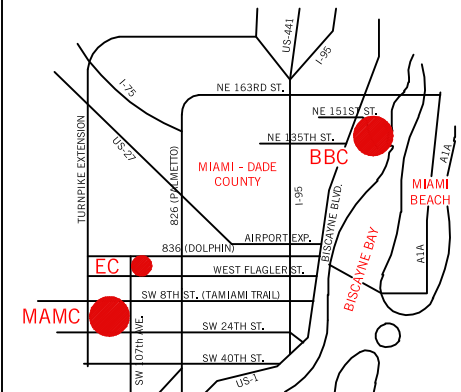 US-441
I-95
I-75
NE 163RD ST.
NE 151ST ST.
NE 135TH ST.
BBC
US-27
TURNPIKE EXTENSION
826 (PALMETTO)
MIAMI - DADE
COUNTY
I-95
A1A
MIAMI
BEACH
BISCAYNE BLVD.
AIRPORT EXP.
836 (DOLPHIN)
EC
WEST FLAGLER ST.
A1A
BISCAYNE BAY
SW 8TH ST. (TAMIAMI TRAIL)
MAMC
SW 24TH ST.
SW 107th AVE.
SW 40TH ST.
US-1